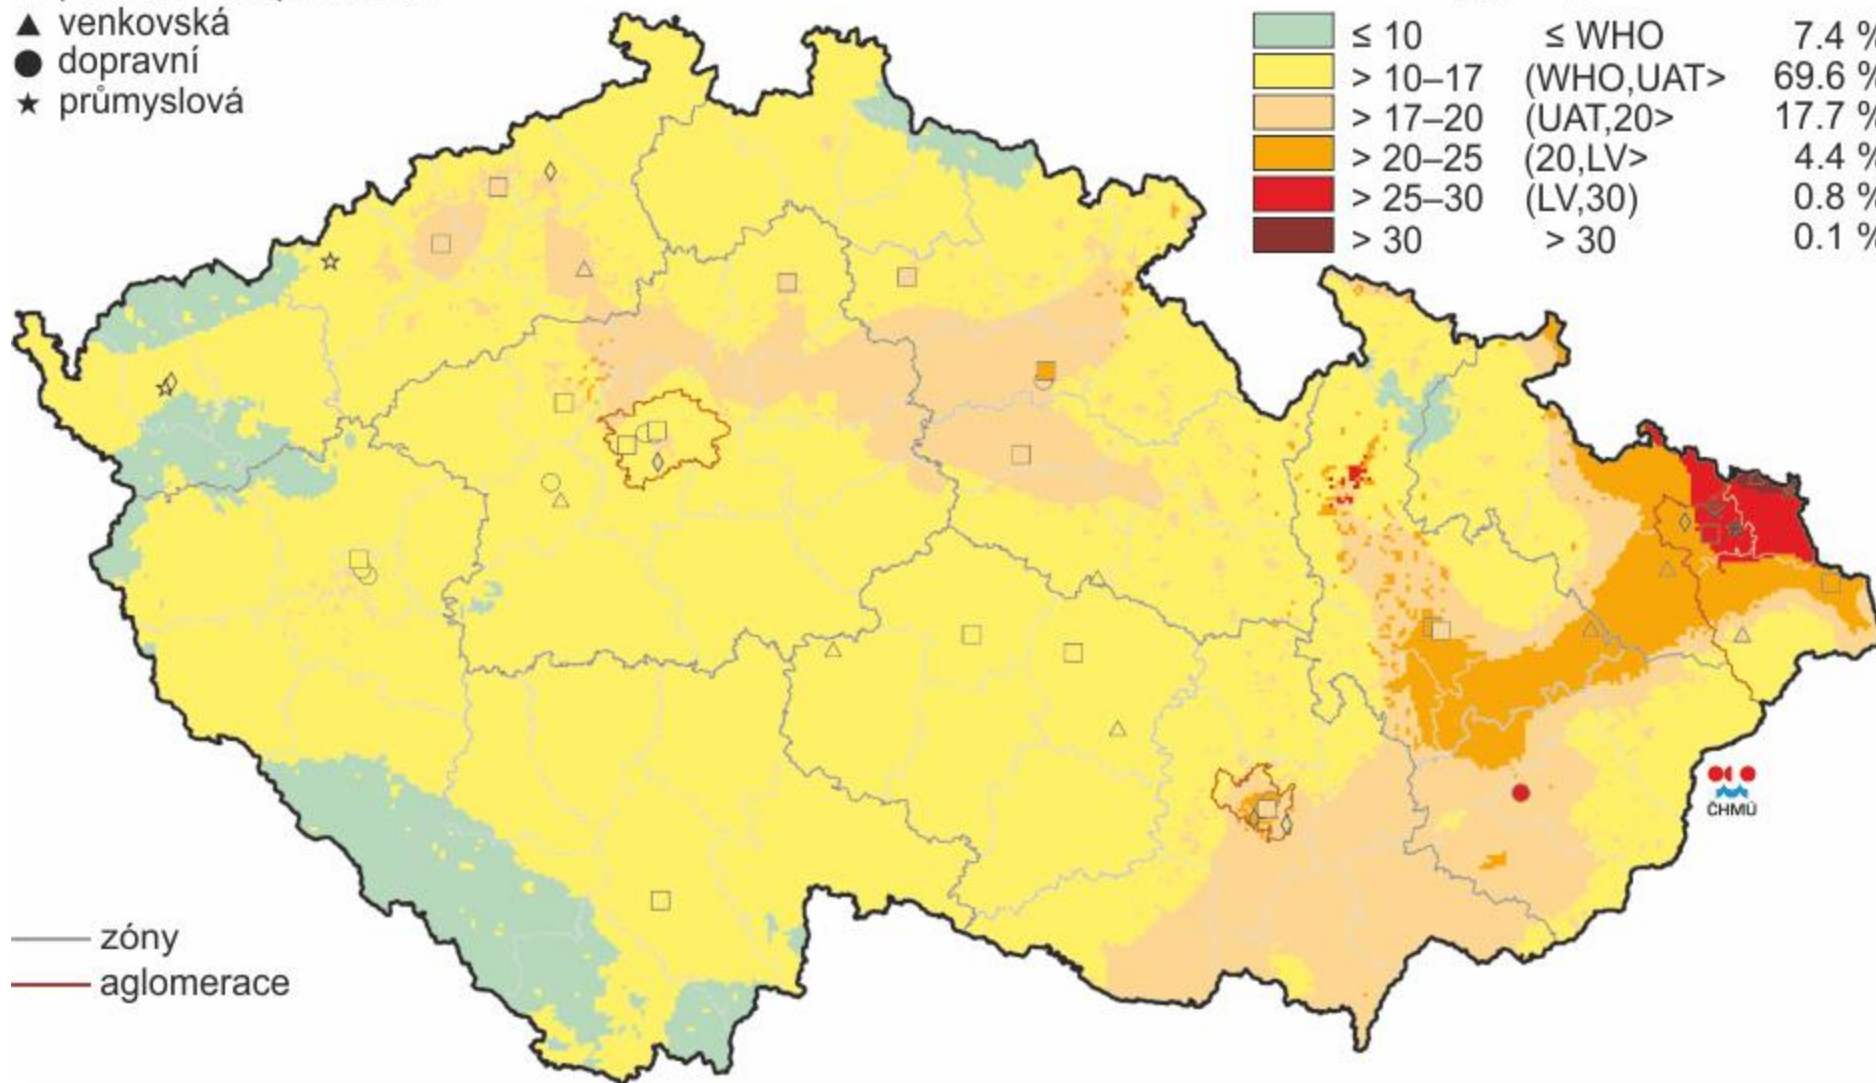 ▲ venkovská
● dopravní
★ průmyslová
≤ 10 ≤ WHO 7.4 %
> 10–17 (WHO,UAT> 69.6 %
> 17–20 (UAT,20> 17.7 %
> 20–25 (20,LV> 4.4 %
> 25–30 (LV,30) 0.8 %
> 30 > 30 0.1 %
ČHMÚ
zóny
aglomerace